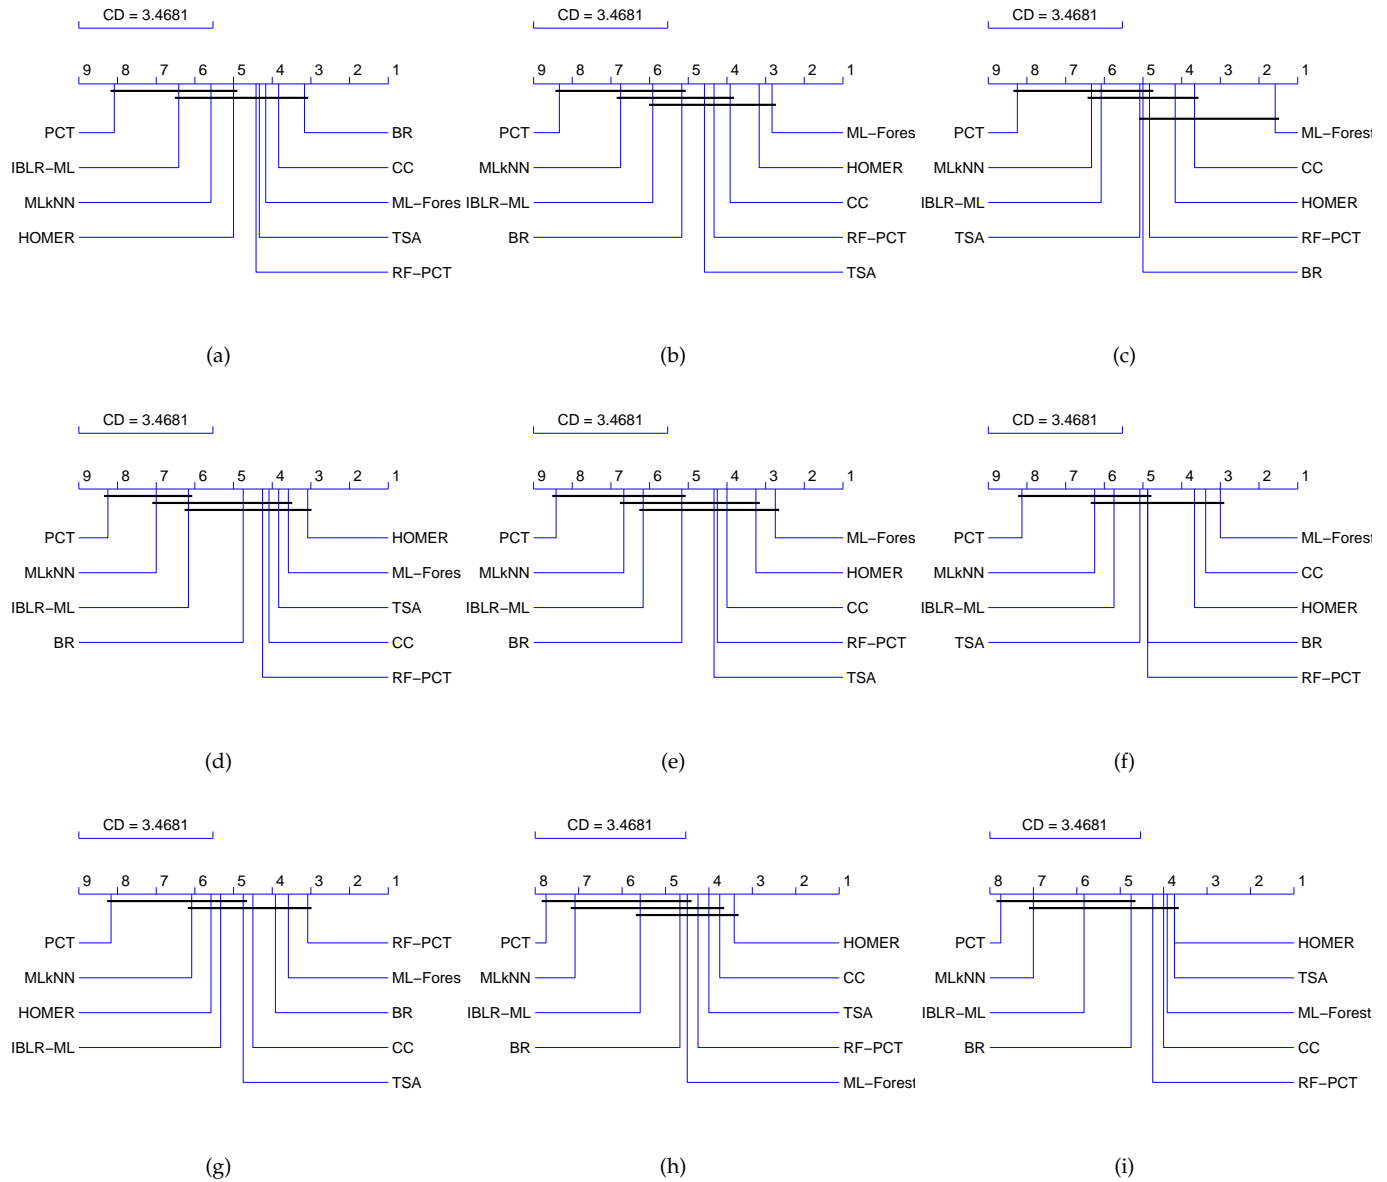 CD = 3.4681
9 8 7 6 5 4 3 2 1
PCT BR
IBLR−ML CC
MLkNN ML−Fores
HOMER TSA
RF−PCT
(a)
CD = 3.4681
9 8 7 6 5 4 3 2 1
PCT ML−Fores
MLkNN HOMER
IBLR−ML CC
BR RF−PCT
TSA
(b)
CD = 3.4681
9 8 7 6 5 4 3 2 1
PCT ML−Forest
MLkNN CC
IBLR−ML HOMER
TSA RF−PCT
BR
(c)
CD = 3.4681
9 8 7 6 5 4 3 2 1
PCT HOMER
MLkNN ML−Fores
IBLR−ML TSA
BR CC
RF−PCT
(d)
CD = 3.4681
9 8 7 6 5 4 3 2 1
PCT ML−Fores
MLkNN HOMER
IBLR−ML CC
BR RF−PCT
TSA
(e)
CD = 3.4681
9 8 7 6 5 4 3 2 1
PCT ML−Forest
MLkNN CC
IBLR−ML HOMER
TSA BR
RF−PCT
(f)
CD = 3.4681
9 8 7 6 5 4 3 2 1
PCT RF−PCT
MLkNN ML−Fores
HOMER BR
IBLR−ML CC
TSA
(g)
CD = 3.4681
8 7 6 5 4 3 2 1
PCT HOMER
MLkNN CC
IBLR−ML TSA
BR RF−PCT
ML−Forest
(h)
CD = 3.4681
8 7 6 5 4 3 2 1
PCT HOMER
MLkNN TSA
IBLR−ML ML−Forest
BR CC
RF−PCT
(i)